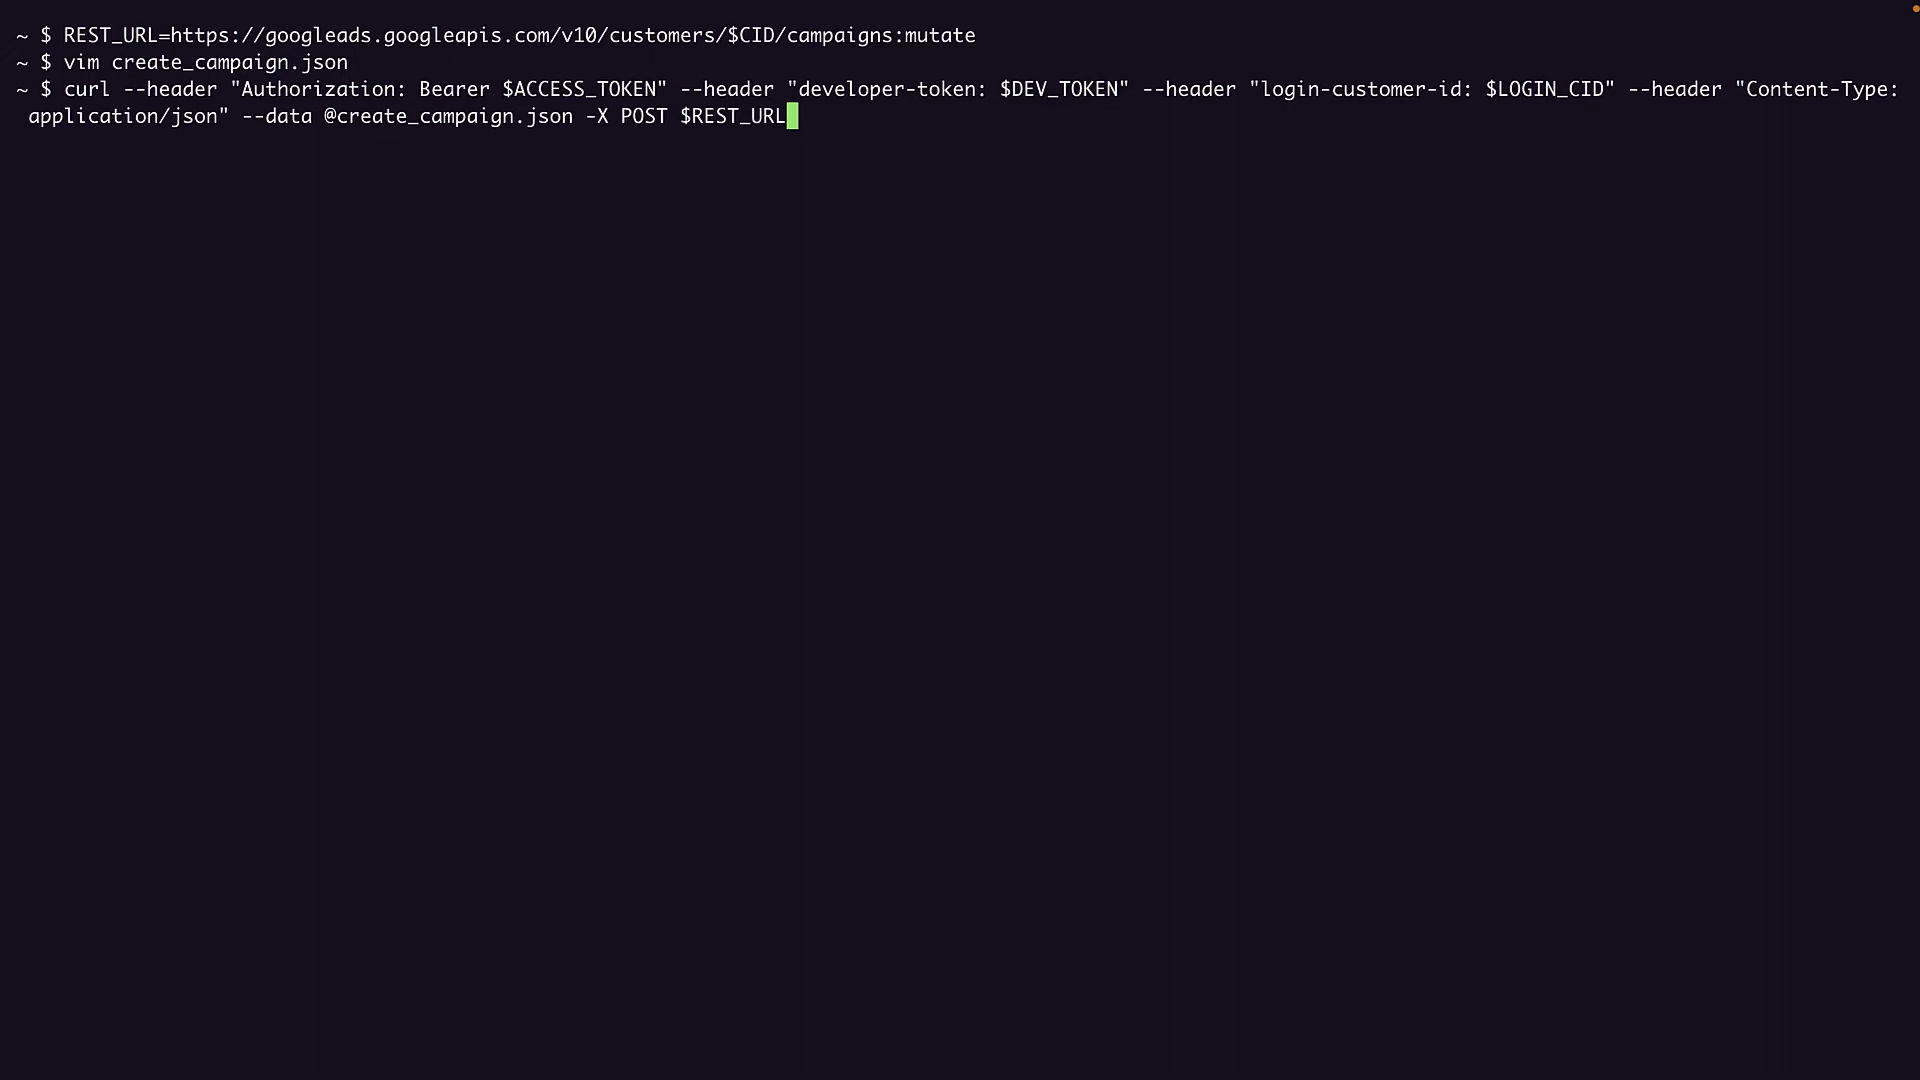 ~ $ REST_URL=https://googleads.googleapis.com/v10/customers/$CID/campaigns:mutate
~ $ vim create_campaign.json
~ $ curl --header "Authorization: Bearer $ACCESS_TOKEN" --header "developer-token: $DEV_TOKEN" --header "login-customer-id: $LOGIN_CID" --header "Content-Type:
application/json" --data @create_campaign.json -X POST $REST_URL